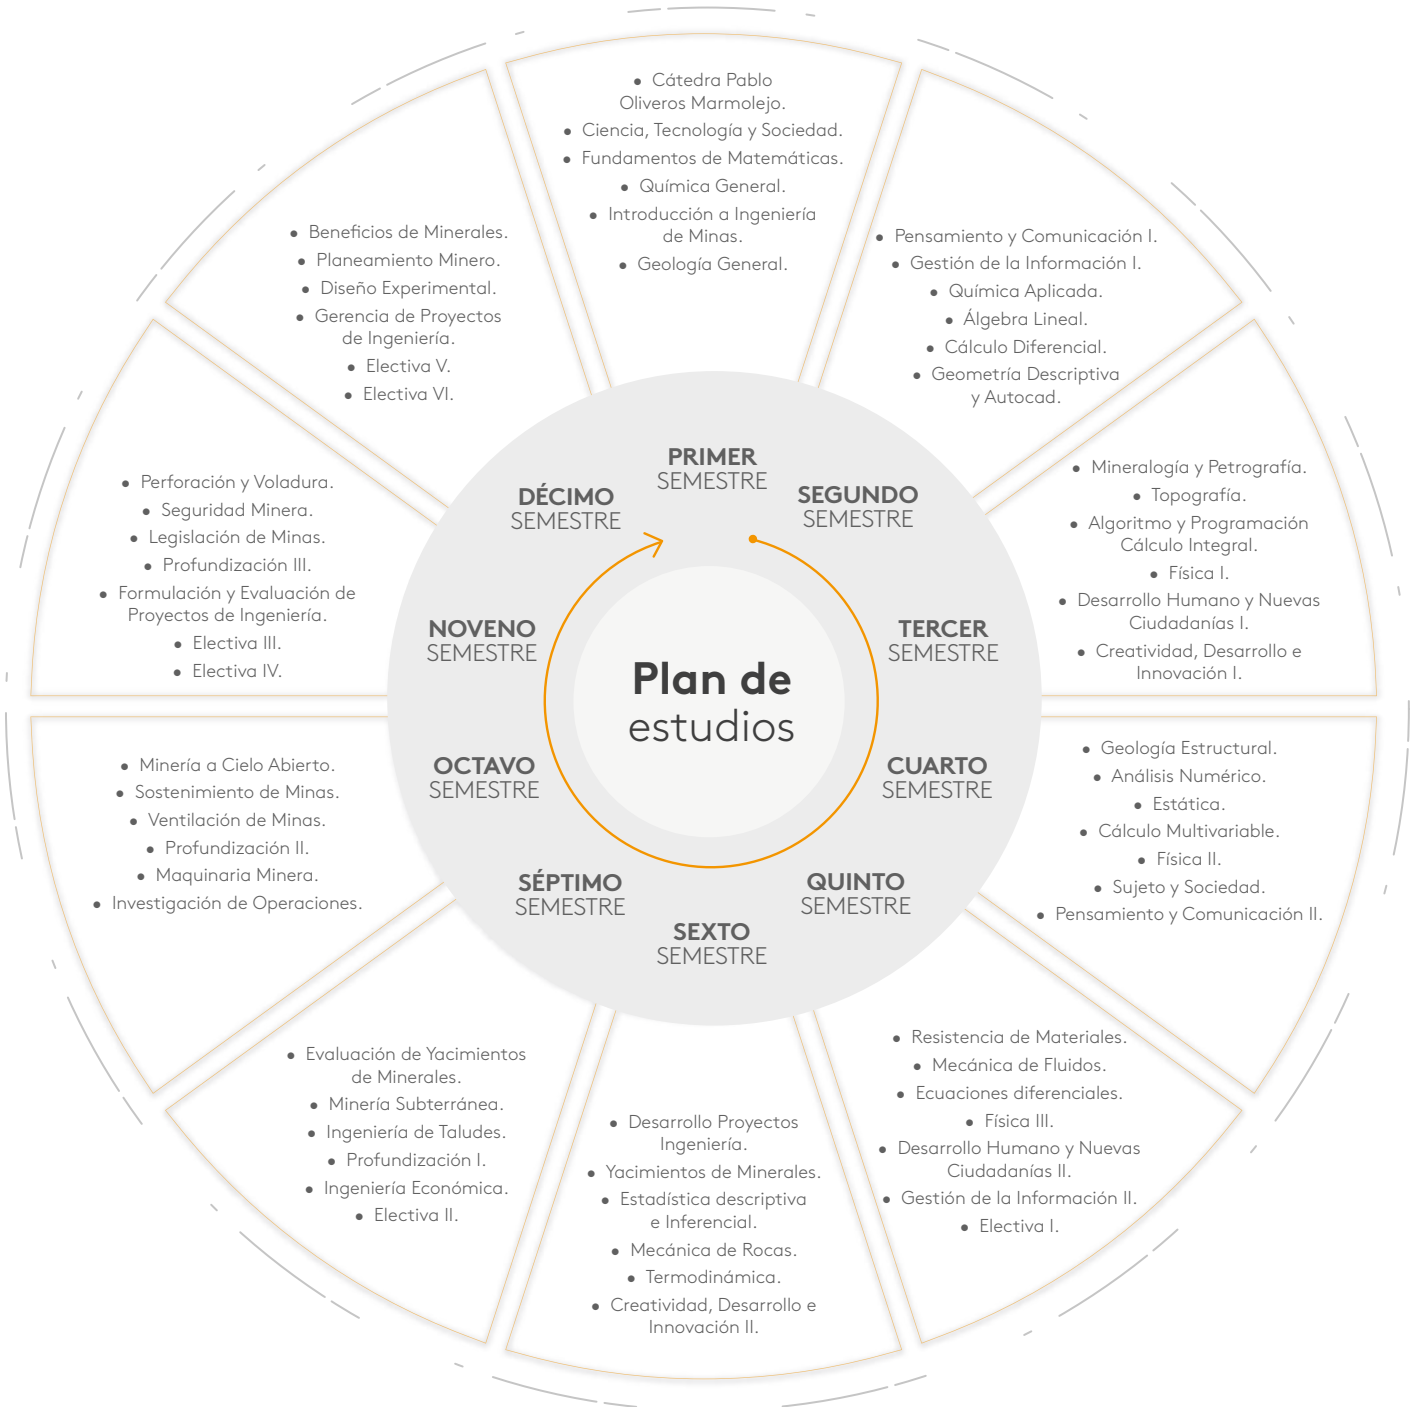 Plan de
estudios
PRIMER
SEMESTRE
• Cátedra Pablo
Oliveros Marmolejo.
• Ciencia, Tecnología y Sociedad.
• Fundamentos de Matemáticas.
• Química General.
• Introducción a Ingeniería
de Minas.
• Geología General.
SEGUNDO
SEMESTRE
• Pensamiento y Comunicación I.
• Gestión de la Información I.
• Química Aplicada.
• Álgebra Lineal.
• Cálculo Diferencial.
• Geometría Descriptiva
y Autocad.
TERCER
SEMESTRE
• Mineralogía y Petrografía.
• Topografía.
• Algoritmo y Programación
Cálculo Integral.
• Física I.
• Desarrollo Humano y Nuevas
Ciudadanías I.
• Creatividad, Desarrollo e
Innovación I.
CUARTO
SEMESTRE
• Geología Estructural.
• Análisis Numérico.
• Estática.
• Cálculo Multivariable.
• Física II.
• Sujeto y Sociedad.
• Pensamiento y Comunicación II.
QUINTO
SEMESTRE
• Resistencia de Materiales.
• Mecánica de Fluidos.
• Ecuaciones diferenciales.
• Física III.
• Desarrollo Humano y Nuevas
Ciudadanías II.
• Gestión de la Información II.
• Electiva I.
SEXTO
SEMESTRE
• Desarrollo Proyectos
Ingeniería.
• Yacimientos de Minerales.
• Estadística descriptiva
e Inferencial.
• Mecánica de Rocas.
• Termodinámica.
• Creatividad, Desarrollo e
Innovación II.
SÉPTIMO
SEMESTRE
• Evaluación de Yacimientos
de Minerales.
• Minería Subterránea.
• Ingeniería de Taludes.
• Profundización I.
• Ingeniería Económica.
• Electiva II.
OCTAVO
SEMESTRE
• Minería a Cielo Abierto.
• Sostenimiento de Minas.
• Ventilación de Minas.
• Profundización II.
• Maquinaria Minera.
• Investigación de Operaciones.
NOVENO
SEMESTRE
• Perforación y Voladura.
• Seguridad Minera.
• Legislación de Minas.
• Profundización III.
• Formulación y Evaluación de
Proyectos de Ingeniería.
• Electiva III.
• Electiva IV.
DÉCIMO
SEMESTRE
• Beneficios de Minerales.
• Planeamiento Minero.
• Diseño Experimental.
• Gerencia de Proyectos
de Ingeniería.
• Electiva V.
• Electiva VI.